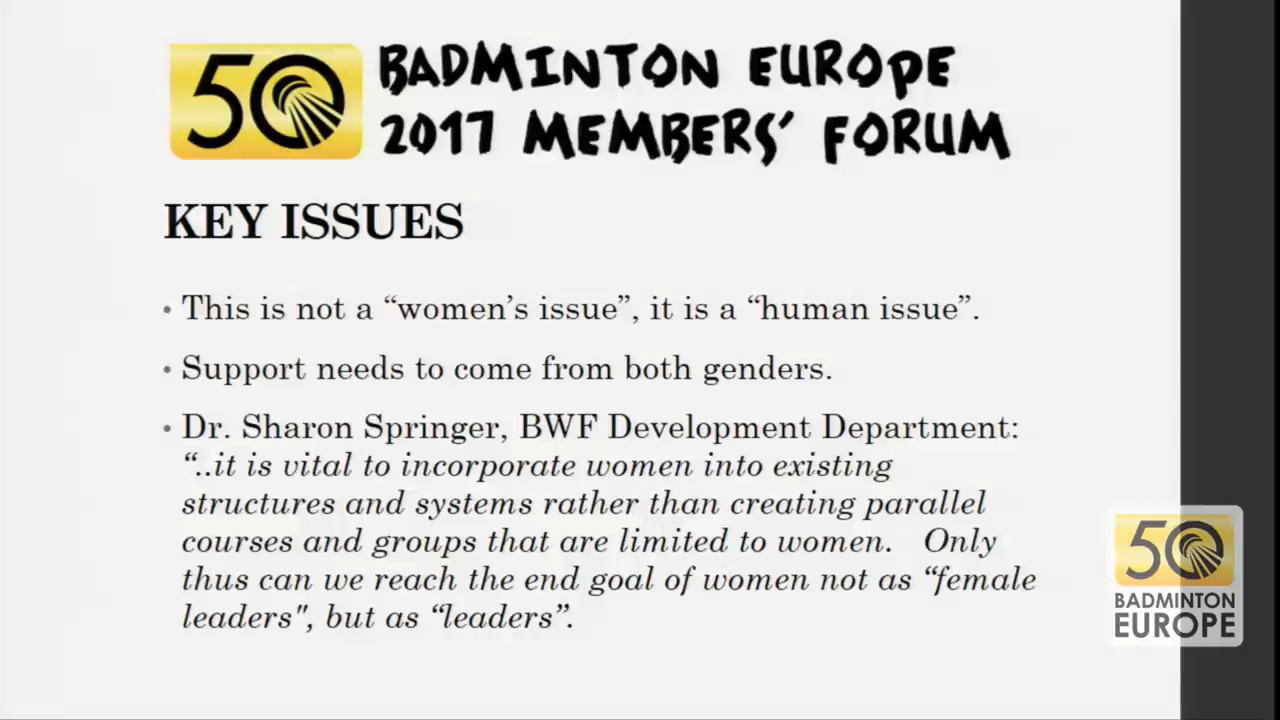 50 BADMINTON EUROPE
2017 MEMBERS' FORUM
KEY ISSUES
• This is not a “women’s issue”, it is a “human issue”.
• Support needs to come from both genders.
• Dr. Sharon Springer, BWF Development Department:
“..it is vital to incorporate women into existing
structures and systems rather than creating parallel
courses and groups that are limited to women. Only
thus can we reach the end goal of women not as “female
leaders", but as “leaders”.
50
BADMINTON
EUROPE